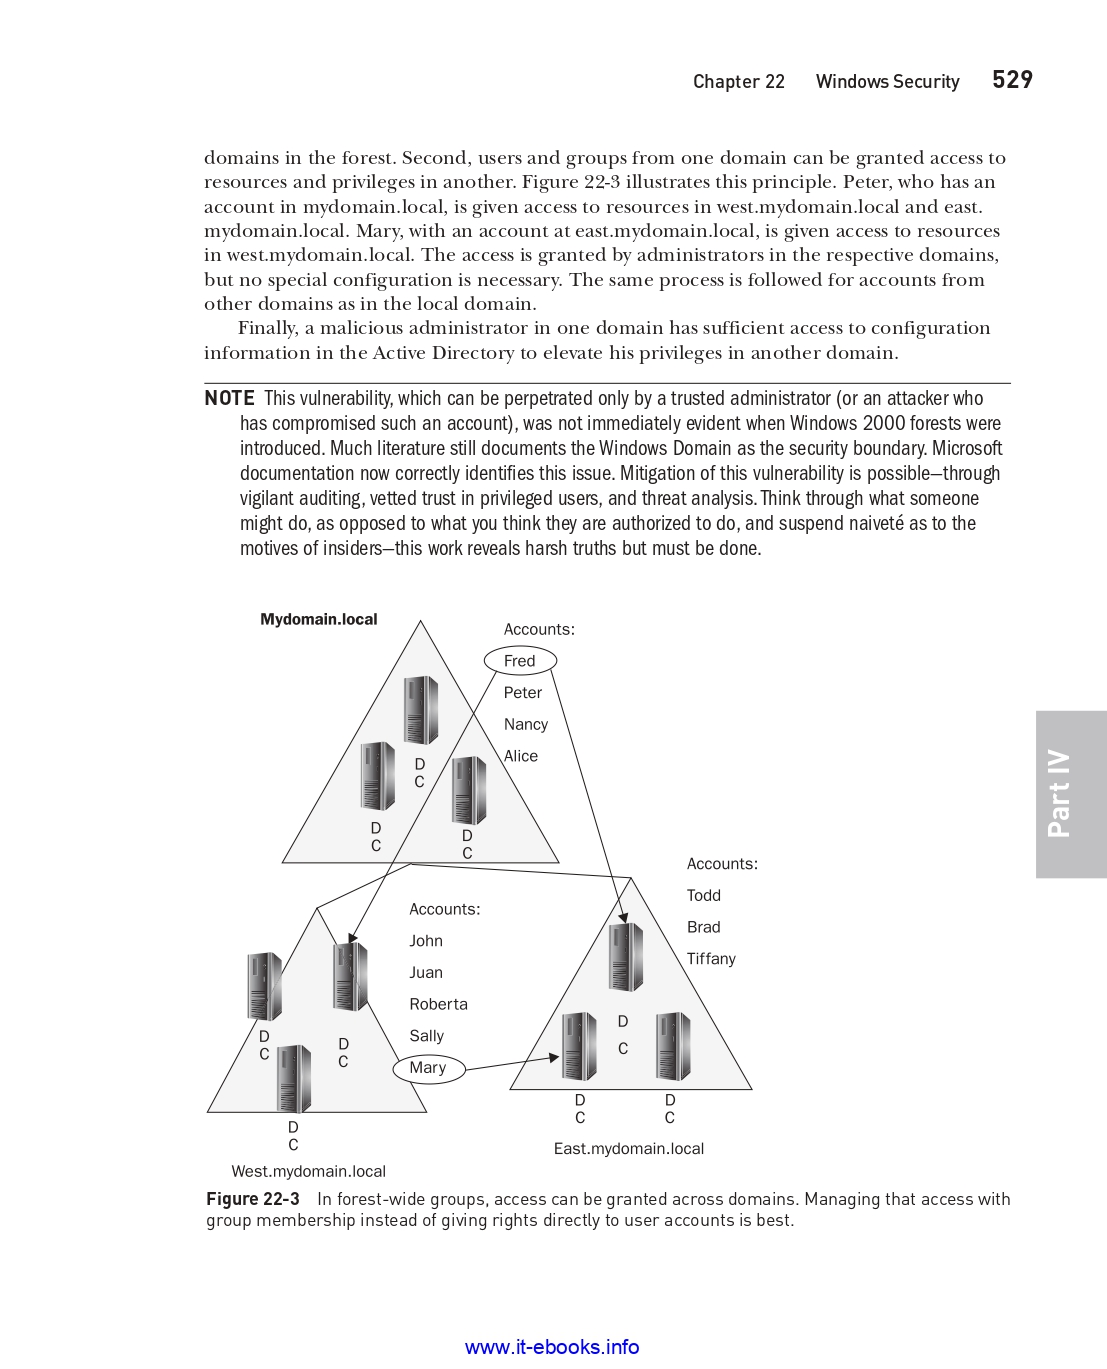 Chapter 22 Windows Security 529
domains in the forest. Second, users and groups from one domain can be granted access to
resources and privileges in another. Figure 22-3 illustrates this principle. Peter, who has an
account in mydomain.local, is given access to resources in west.mydomain.local and east.
mydomain.local. Mary, with an account at east.mydomain.local, is given access to resources
in west.mydomain.local. The access is granted by administrators in the respective domains,
but no special configuration is necessary. The same process is followed for accounts from
other domains as in the local domain.
Finally, a malicious administrator in one domain has sufficient access to configuration
information in the Active Directory to elevate his privileges in another domain.
NOTE This vulnerability, which can be perpetrated only by a trusted administrator (or an attacker who
has compromised such an account), was not immediately evident when Windows 2000 forests were
introduced. Much literature still documents the Windows Domain as the security boundary. Microsoft
documentation now correctly identifies this issue. Mitigation of this vulnerability is possible—through
vigilant auditing, vetted trust in privileged users, and threat analysis. Think through what someone
might do, as opposed to what you think they are authorized to do, and suspend naiveté as to the
motives of insiders—this work reveals harsh truths but must be done.
Mydomain.local
Accounts:
Fred
Peter
Nancy
Alice
D
C
D
C
D
C
Part IV
Accounts:
John
Juan
Roberta
Sally
Mary
D
C
D
C
D
C
West.mydomain.local
Accounts:
Todd
Brad
Tiffany
D
C
D
C
D
C
East.mydomain.local
Figure 22-3 In forest-wide groups, access can be granted across domains. Managing that access with
group membership instead of giving rights directly to user accounts is best.
www.it-ebooks.info